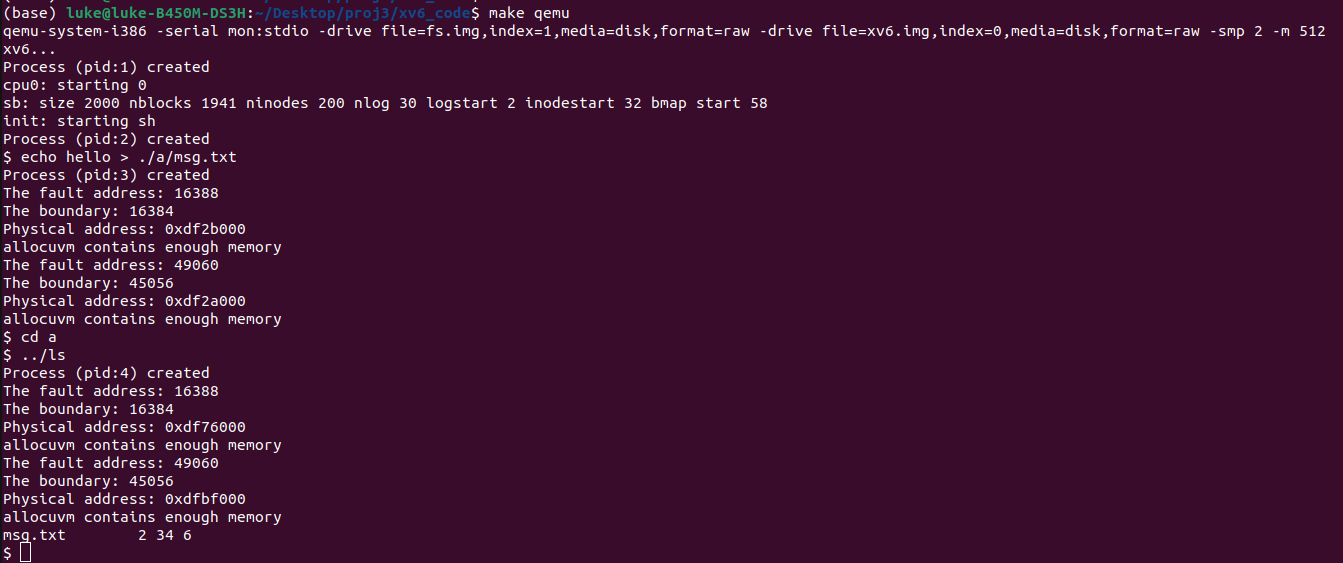 (base) luke@luke-B450M-DS3H:~/Desktop/proj3/xv6_code$ make qemu
qemu-system-i386 -serial mon:stdio -drive file=fs.img,index=1,media=disk,format=raw -drive file=xv6.img,index=0,media=disk,format=raw -smp 2 -m 512
xv6...
Process (pid:1) created
cpu0: starting 0
sb: size 2000 nblocks 1941 ninodes 200 nlog 30 logstart 2 inodestart 32 bmap start 58
init: starting sh
Process (pid:2) created
$ echo hello > ./a/msg.txt
Process (pid:3) created
The fault address: 16388
The boundary: 16384
Physical address: 0xdf2b000
allocuvm contains enough memory
The fault address: 49060
The boundary: 45056
Physical address: 0xdf2a000
allocuvm contains enough memory
$ cd a
$ ../ls
Process (pid:4) created
The fault address: 16388
The boundary: 16384
Physical address: 0xdf76000
allocuvm contains enough memory
The fault address: 49060
The boundary: 45056
Physical address: 0xdfbf000
allocuvm contains enough memory
msg.txt        2 34 6
$